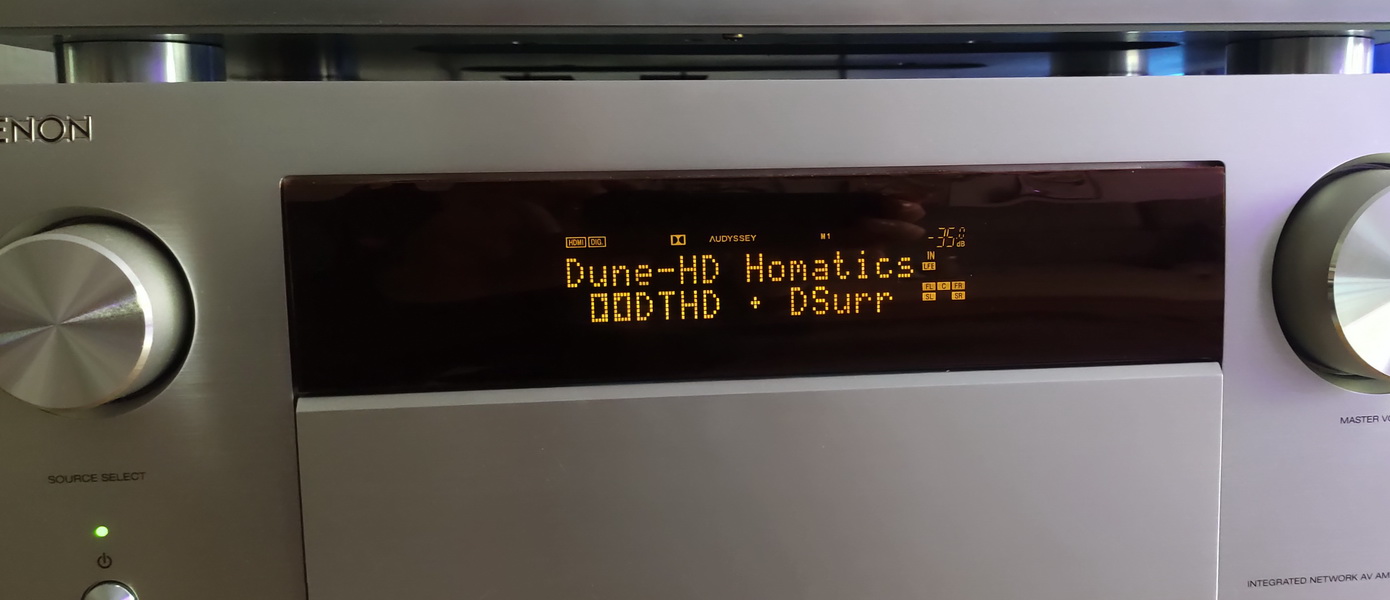 ENON
HDMI DIG. AUDYSSEY M1 -35.0 dB
Dune-HD Homatics IN LFE
DTHD + DSurr FL C FR
SL SR
SOURCE SELECT
MASTER VO
INTEGRATED NETWORK AV AM